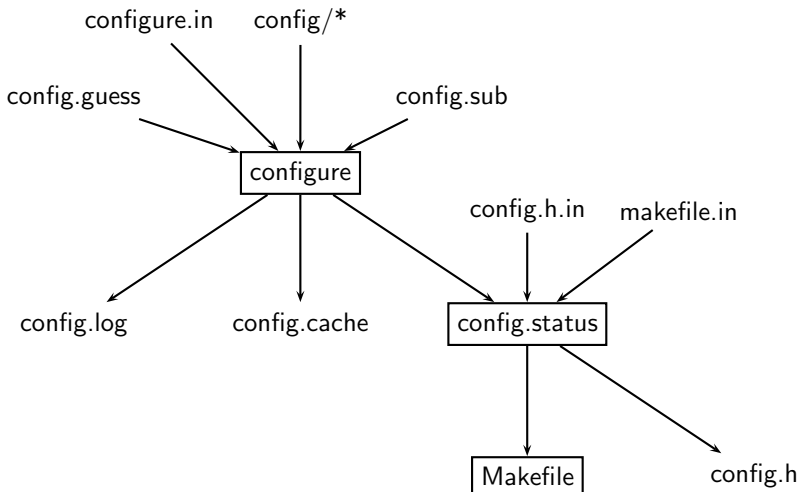 configure.in
config/*
config.guess
config.sub
configure
config.h.in
makefile.in
config.log
config.cache
config.status
Makefile
config.h